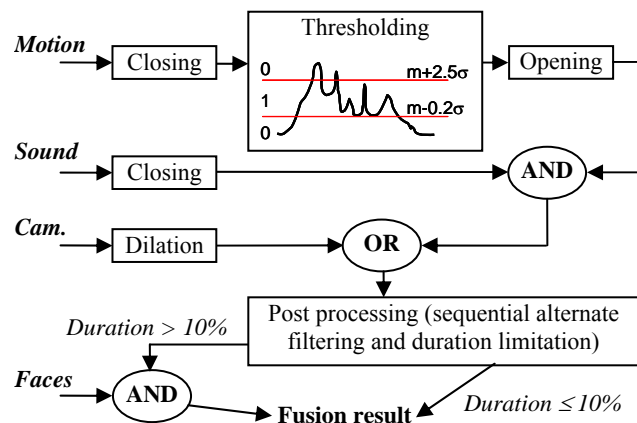 Motion
Closing
Thresholding
0
m+2.5σ
1
m-0.2σ
0
Opening
Sound
Closing
AND
Cam.
Dilation
OR
Post processing (sequential alternate
filtering and duration limitation)
Duration > 10%
Faces
AND
Fusion result
Duration ≤10%